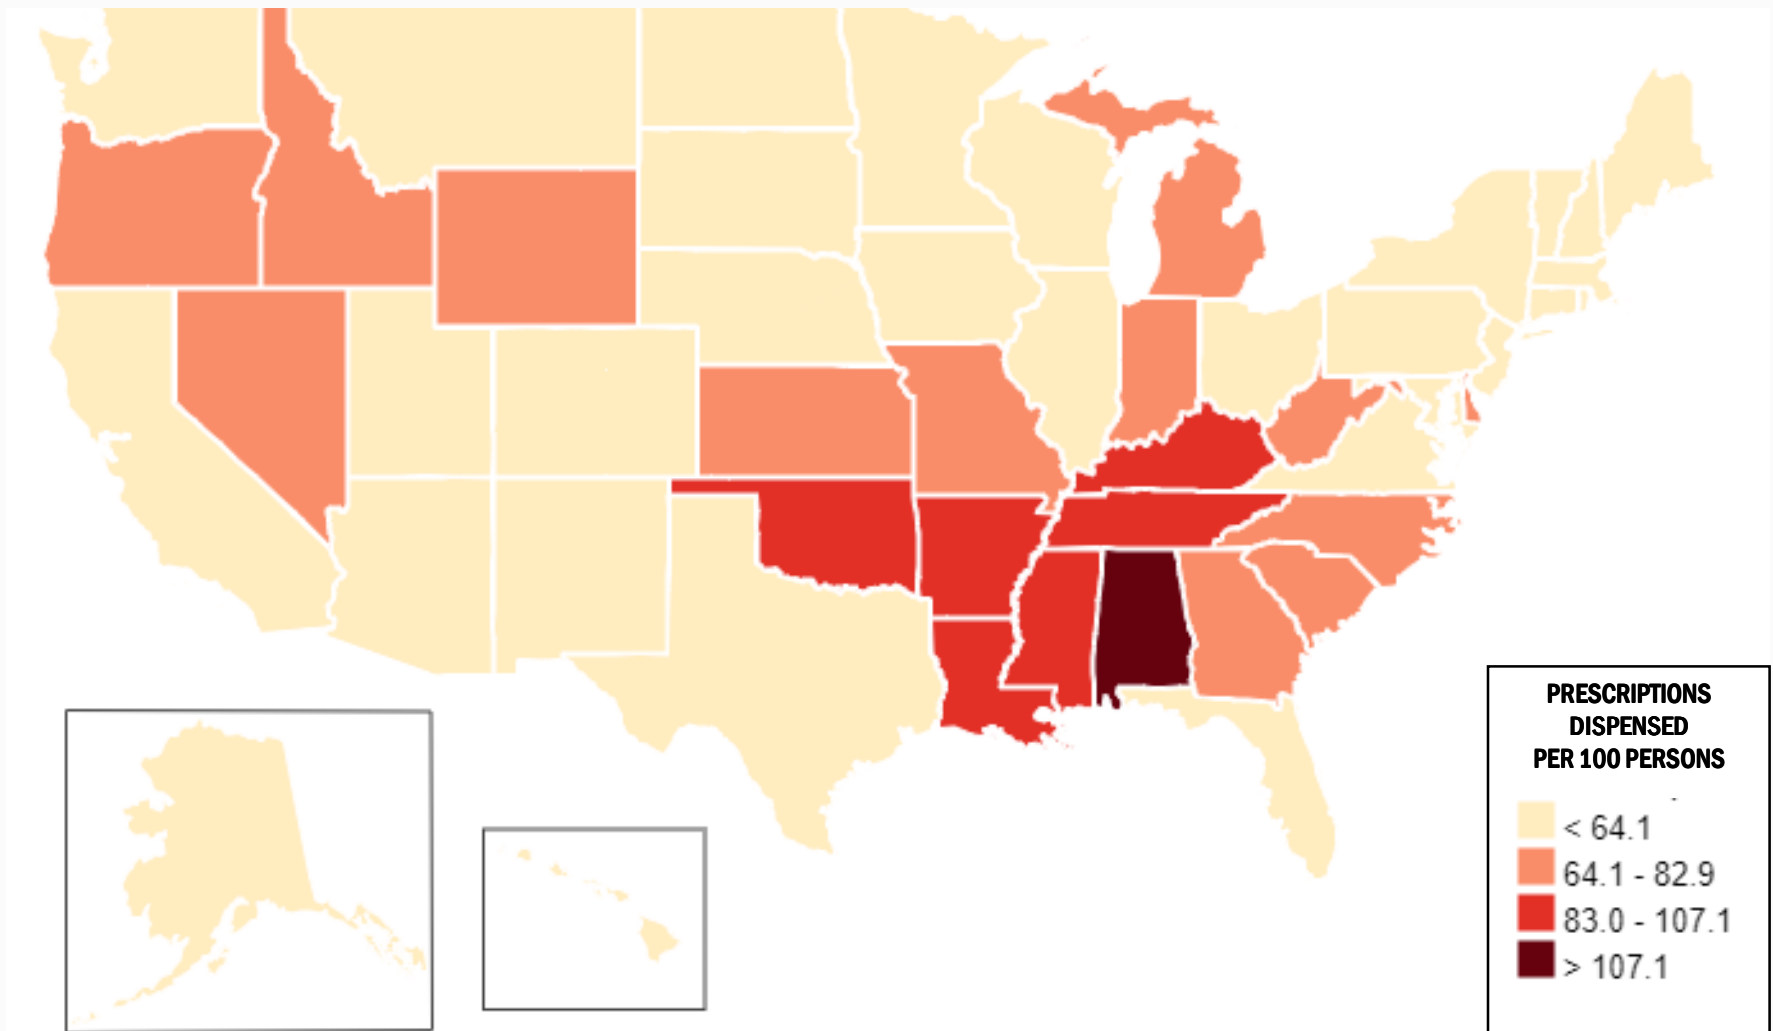 PRESCRIPTIONS
DISPENSED
PER 100 PERSONS
< 64.1
64.1 - 82.9
83.0 - 107.1
> 107.1